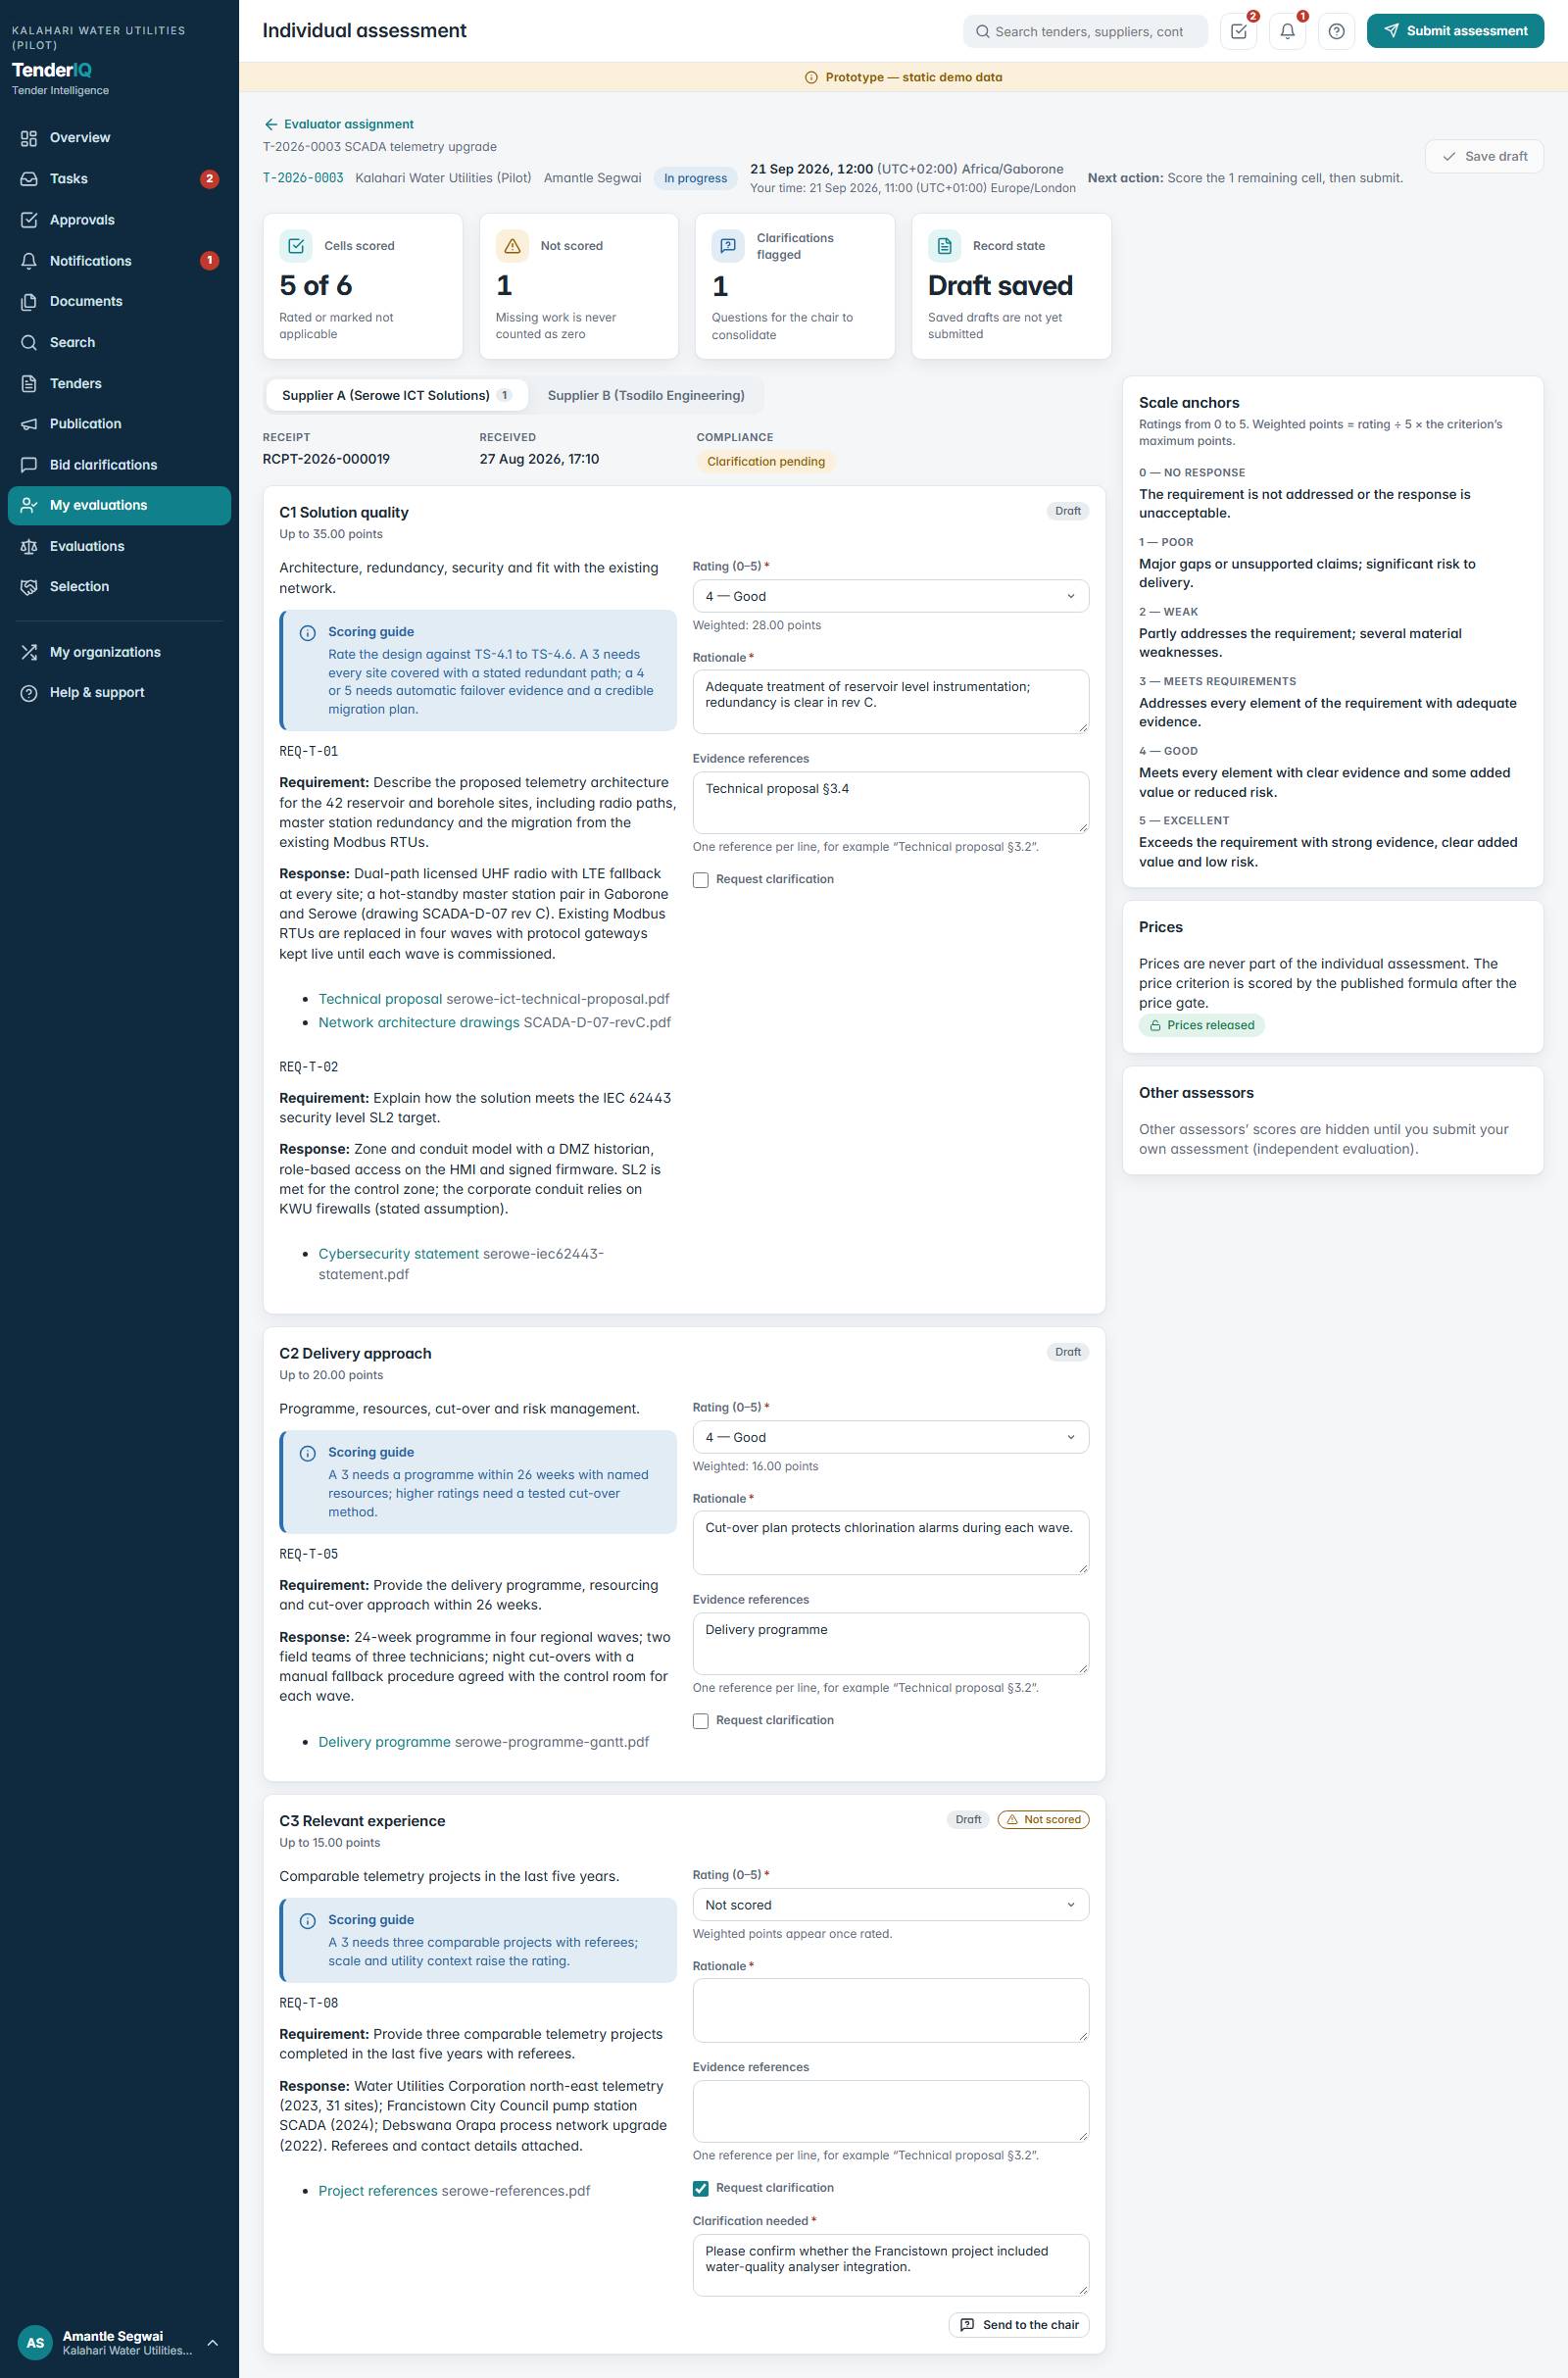 KALAHARI WATER UTILITIES
(PILOT)
TenderIQ
Tender Intelligence
Overview
Tasks 2
Approvals
Notifications 1
Documents
Search
Tenders
Publication
Bid clarifications
My evaluations
Evaluations
Selection
My organizations
Help & support
AS
Amantle Segwai
Kalahari Water Utilities...
Individual assessment
Search tenders, suppliers, cont
2
1
Submit assessment
Prototype — static demo data
Evaluator assignment
T-2026-0003 SCADA telemetry upgrade
T-2026-0003 Kalahari Water Utilities (Pilot) Amantle Segwai In progress
21 Sep 2026, 12:00 (UTC+02:00) Africa/Gaborone
Your time: 21 Sep 2026, 11:00 (UTC+01:00) Europe/London
Next action: Score the 1 remaining cell, then submit.
Save draft
Cells scored
5 of 6
Rated or marked not
applicable
Not scored
1
Missing work is never
counted as zero
Clarifications
flagged
1
Questions for the chair to
consolidate
Record state
Draft saved
Saved drafts are not yet
submitted
Supplier A (Serowe ICT Solutions) 1
Supplier B (Tsodilo Engineering)
RECEIPT
RCPT-2026-000019
RECEIVED
27 Aug 2026, 17:10
COMPLIANCE
Clarification pending
C1 Solution quality
Draft
Up to 35.00 points
Architecture, redundancy, security and fit with the existing
network.
Scoring guide
Rate the design against TS-4.1 to TS-4.6. A 3 needs
every site covered with a stated redundant path; a 4
or 5 needs automatic failover evidence and a credible
migration plan.
REQ-T-01
Requirement: Describe the proposed telemetry architecture
for the 42 reservoir and borehole sites, including radio paths,
master station redundancy and the migration from the
existing Modbus RTUs.
Response: Dual-path licensed UHF radio with LTE fallback
at every site; a hot-standby master station pair in Gaborone
and Serowe (drawing SCADA-D-07 rev C). Existing Modbus
RTUs are replaced in four waves with protocol gateways
kept live until each wave is commissioned.
Technical proposal serowe-ict-technical-proposal.pdf
Network architecture drawings SCADA-D-07-revC.pdf
REQ-T-02
Requirement: Explain how the solution meets the IEC 62443
security level SL2 target.
Response: Zone and conduit model with a DMZ historian,
role-based access on the HMI and signed firmware. SL2 is
met for the control zone; the corporate conduit relies on
KWU firewalls (stated assumption).
Cybersecurity statement serowe-iec62443-
statement.pdf
Rating (0–5) *
4 — Good
Weighted: 28.00 points
Rationale *
Adequate treatment of reservoir level instrumentation;
redundancy is clear in rev C.
Evidence references
Technical proposal §3.4
One reference per line, for example “Technical proposal §3.2”.
Request clarification
C2 Delivery approach
Draft
Up to 20.00 points
Programme, resources, cut-over and risk management.
Scoring guide
A 3 needs a programme within 26 weeks with named
resources; higher ratings need a tested cut-over
method.
REQ-T-05
Requirement: Provide the delivery programme, resourcing
and cut-over approach within 26 weeks.
Response: 24-week programme in four regional waves; two
field teams of three technicians; night cut-overs with a
manual fallback procedure agreed with the control room for
each wave.
Delivery programme serowe-programme-gantt.pdf
Rating (0–5) *
4 — Good
Weighted: 16.00 points
Rationale *
Cut-over plan protects chlorination alarms during each wave.
Evidence references
Delivery programme
One reference per line, for example “Technical proposal §3.2”.
Request clarification
C3 Relevant experience
Draft
Not scored
Up to 15.00 points
Comparable telemetry projects in the last five years.
Scoring guide
A 3 needs three comparable projects with referees;
scale and utility context raise the rating.
REQ-T-08
Requirement: Provide three comparable telemetry projects
completed in the last five years with referees.
Response: Water Utilities Corporation north-east telemetry
(2023, 31 sites); Francistown City Council pump station
SCADA (2024); Debswana Orapa process network upgrade
(2022). Referees and contact details attached.
Project references serowe-references.pdf
Rating (0–5) *
Not scored
Weighted points appear once rated.
Rationale *
Evidence references
One reference per line, for example “Technical proposal §3.2”.
Request clarification
Clarification needed *
Please confirm whether the Francistown project included
water-quality analyser integration.
Send to the chair
Scale anchors
Ratings from 0 to 5. Weighted points = rating ÷ 5 × the criterion’s
maximum points.
0 — NO RESPONSE
The requirement is not addressed or the response is
unacceptable.
1 — POOR
Major gaps or unsupported claims; significant risk to
delivery.
2 — WEAK
Partly addresses the requirement; several material
weaknesses.
3 — MEETS REQUIREMENTS
Addresses every element of the requirement with adequate
evidence.
4 — GOOD
Meets every element with clear evidence and some added
value or reduced risk.
5 — EXCELLENT
Exceeds the requirement with strong evidence, clear added
value and low risk.
Prices
Prices are never part of the individual assessment. The
price criterion is scored by the published formula after the
price gate.
Prices released
Other assessors
Other assessors’ scores are hidden until you submit your
own assessment (independent evaluation).